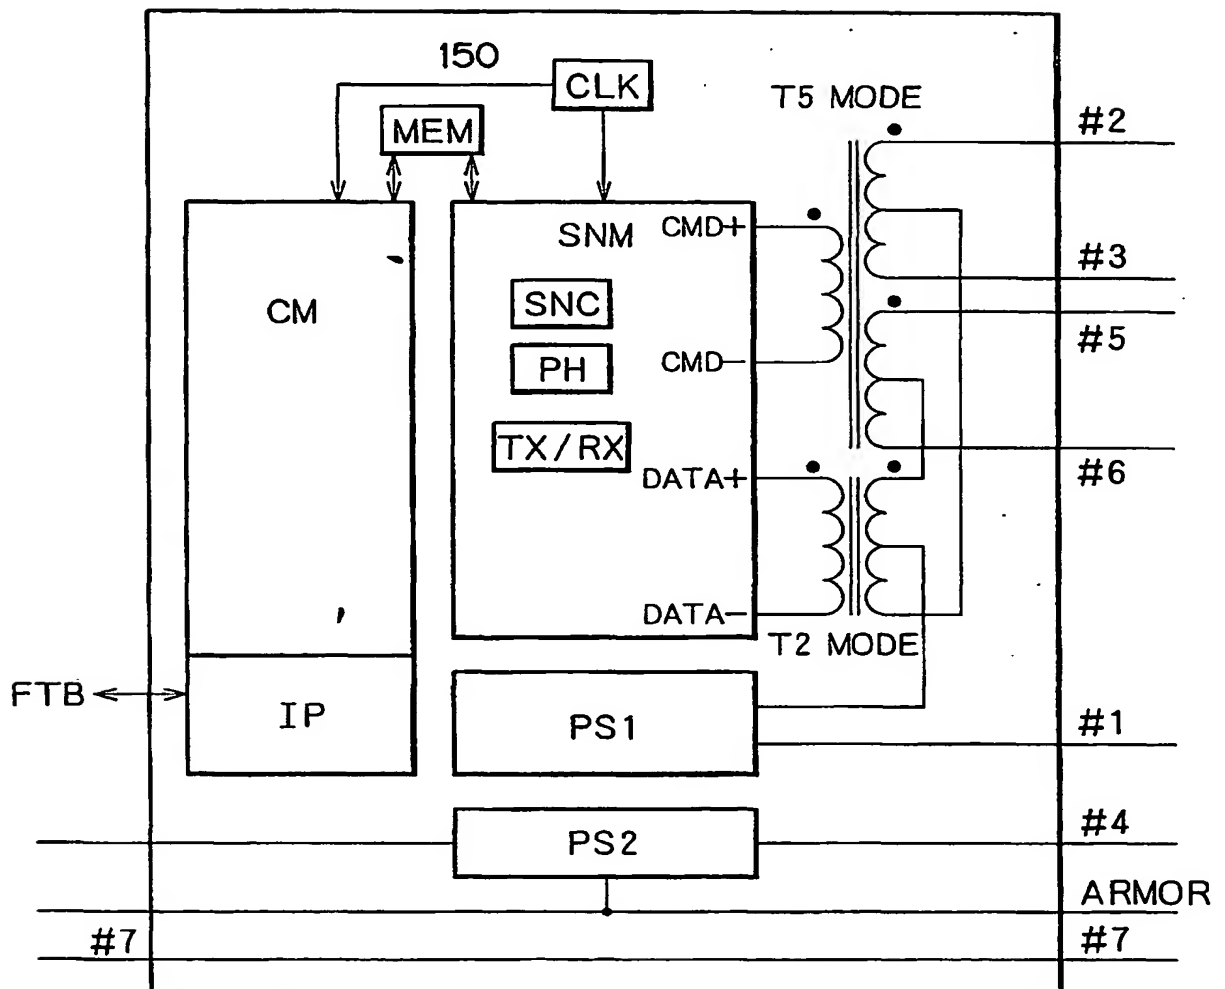 150
CLK
T5 MODE
#2
MEM
SNM
CMD+
#3
CM
SNC
#5
PH
CMD−
TX/RX
DATA+
#6
DATA−
T2 MODE
FTB
IP
PS1
#1
PS2
#4
ARMOR
#7
#7